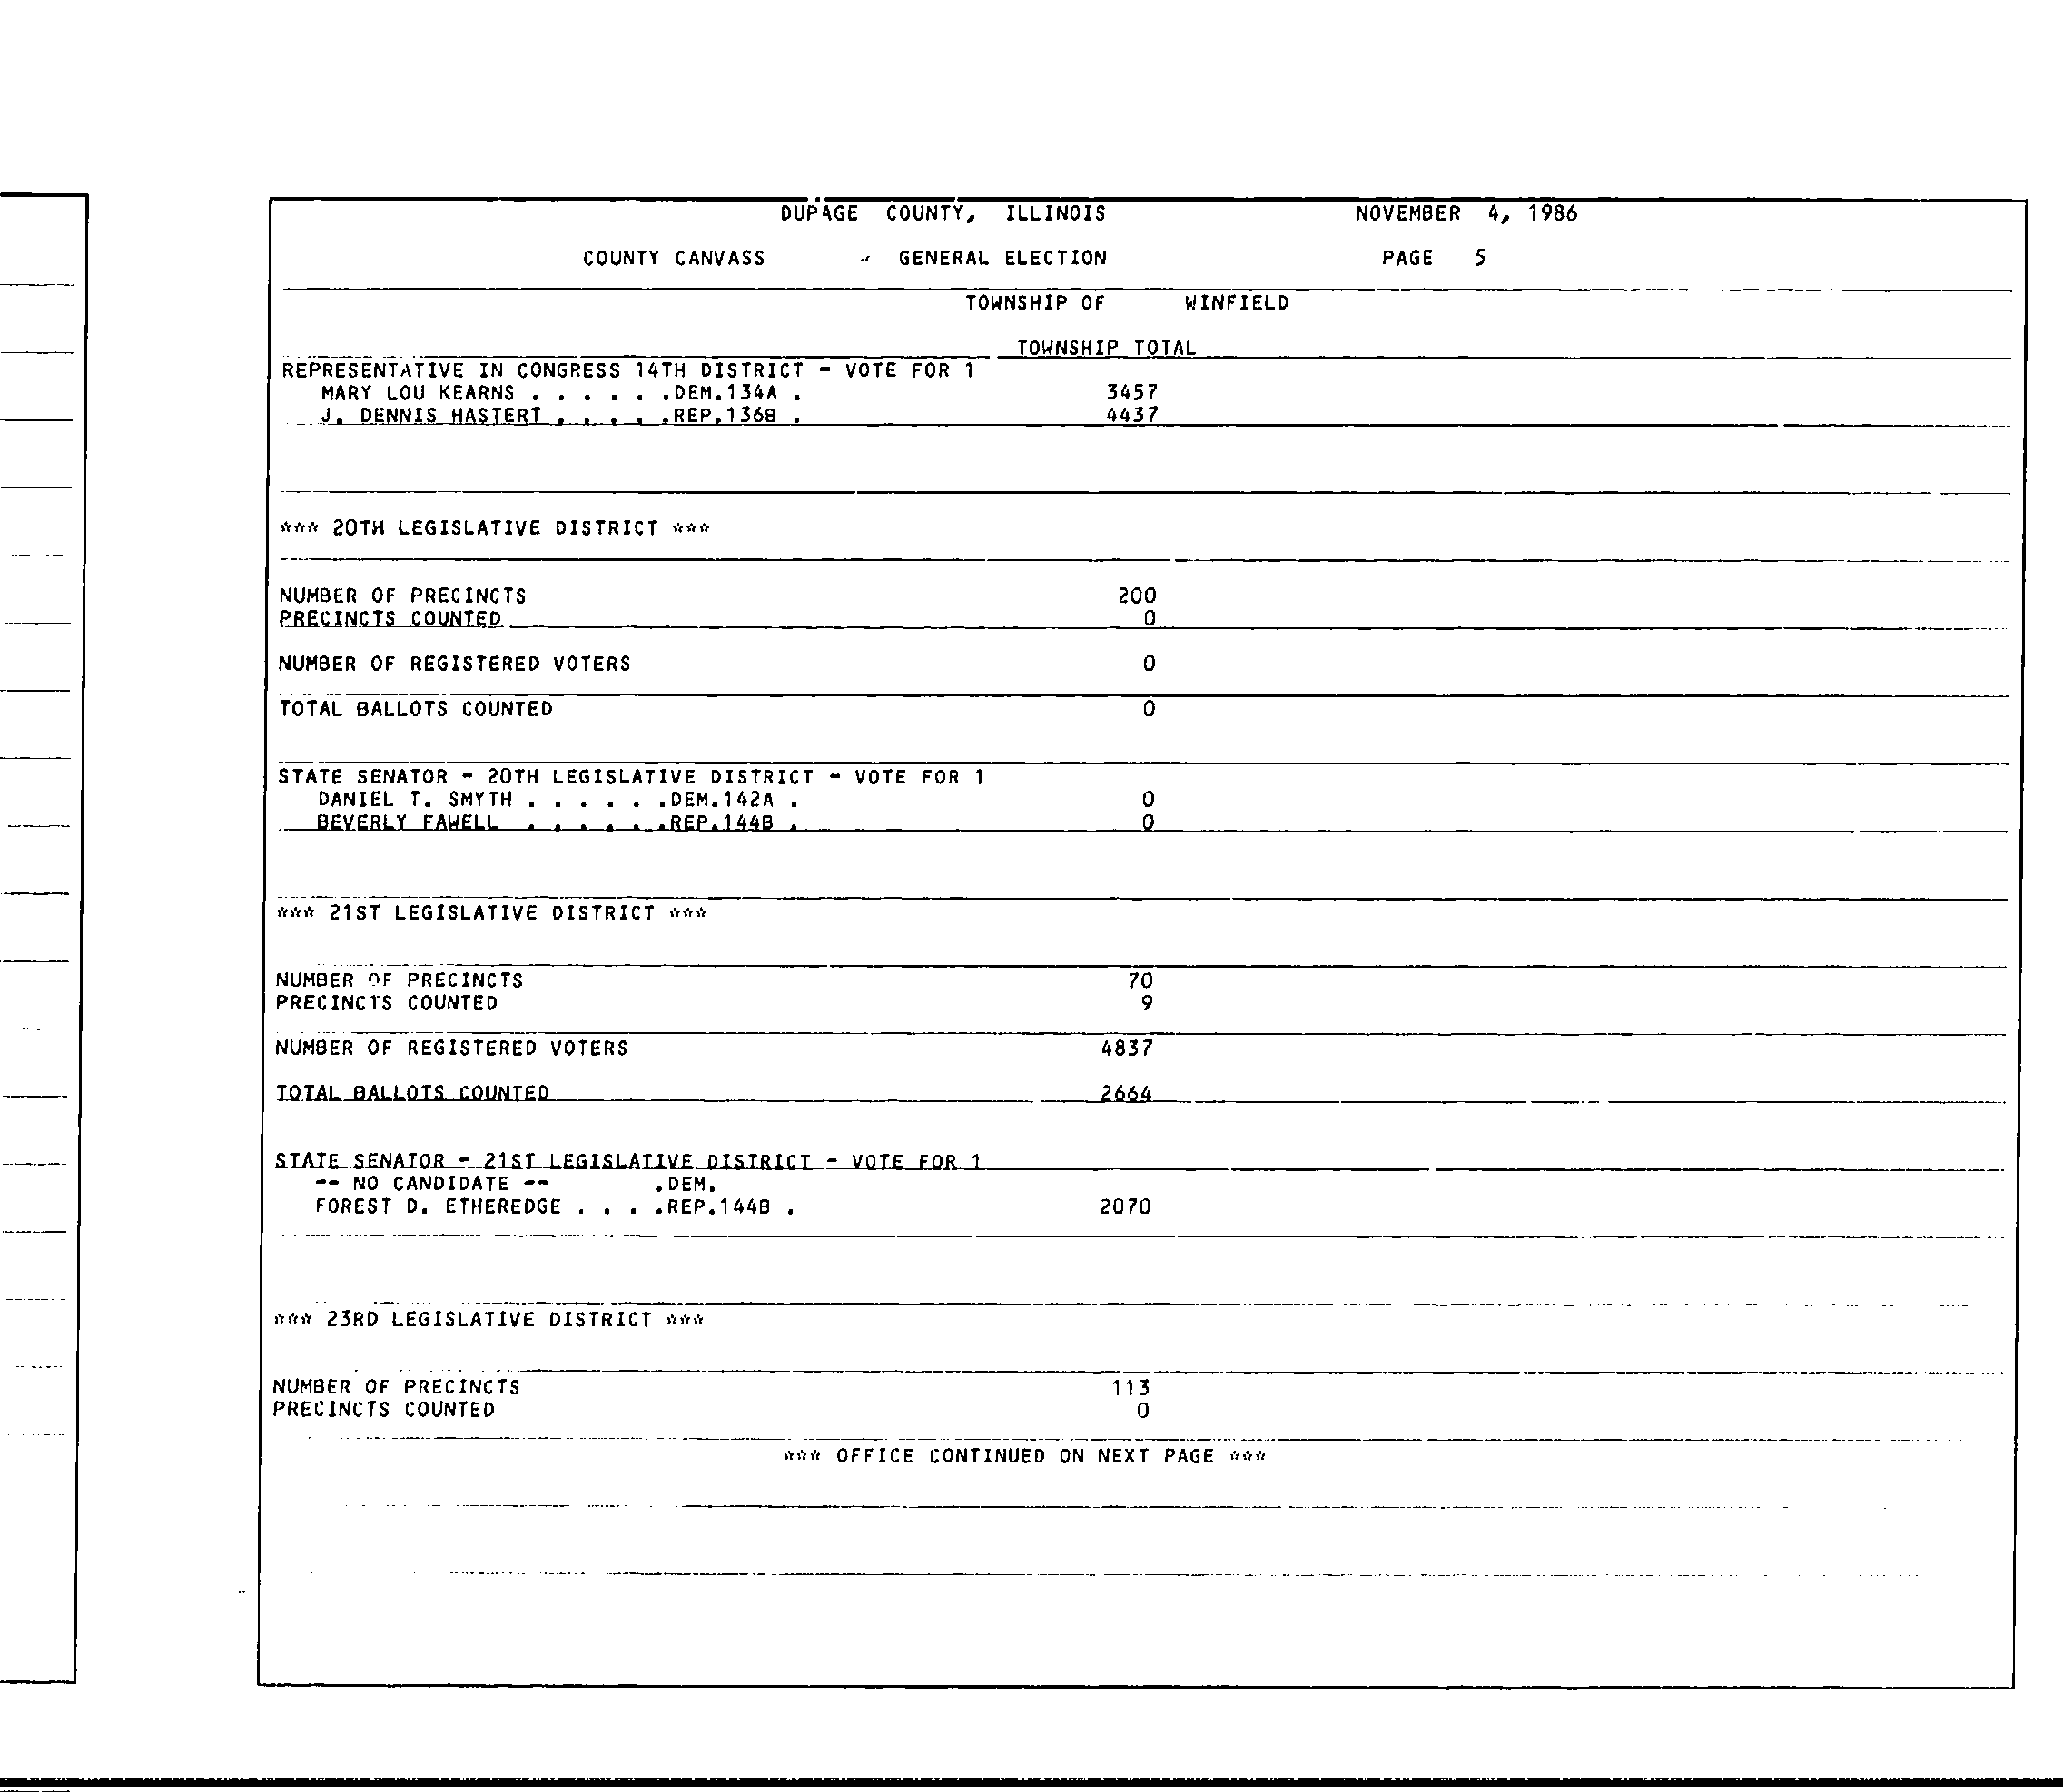 DUPAGE COUNTY, ILLINOIS NOVEMBER 4, 1986
COUNTY CANVASS - GENERAL ELECTION PAGE 5
TOWNSHIP OF WINFIELD
TOWNSHIP TOTAL
REPRESENTATIVE IN CONGRESS 14TH DISTRICT - VOTE FOR 1
MARY LOU KEARNS . . . . . .DEM.134A . 3457
J. DENNIS HASTERT . . . . .REP.136B . 4437
*** 20TH LEGISLATIVE DISTRICT ***
NUMBER OF PRECINCTS 200
PRECINCTS COUNTED 0
NUMBER OF REGISTERED VOTERS 0
TOTAL BALLOTS COUNTED 0
STATE SENATOR - 20TH LEGISLATIVE DISTRICT - VOTE FOR 1
DANIEL T. SMYTH . . . . . .DEM.142A . 0
BEVERLY FAWELL . . . . . .REP.144B . 0
*** 21ST LEGISLATIVE DISTRICT ***
NUMBER OF PRECINCTS 70
PRECINCTS COUNTED 9
NUMBER OF REGISTERED VOTERS 4837
TOTAL BALLOTS COUNTED 2664
STATE SENATOR - 21ST LEGISLATIVE DISTRICT - VOTE FOR 1
-- NO CANDIDATE -- .DEM.
FOREST D. ETHEREDGE . . . .REP.144B . 2070
*** 23RD LEGISLATIVE DISTRICT ***
NUMBER OF PRECINCTS 113
PRECINCTS COUNTED 0
*** OFFICE CONTINUED ON NEXT PAGE ***